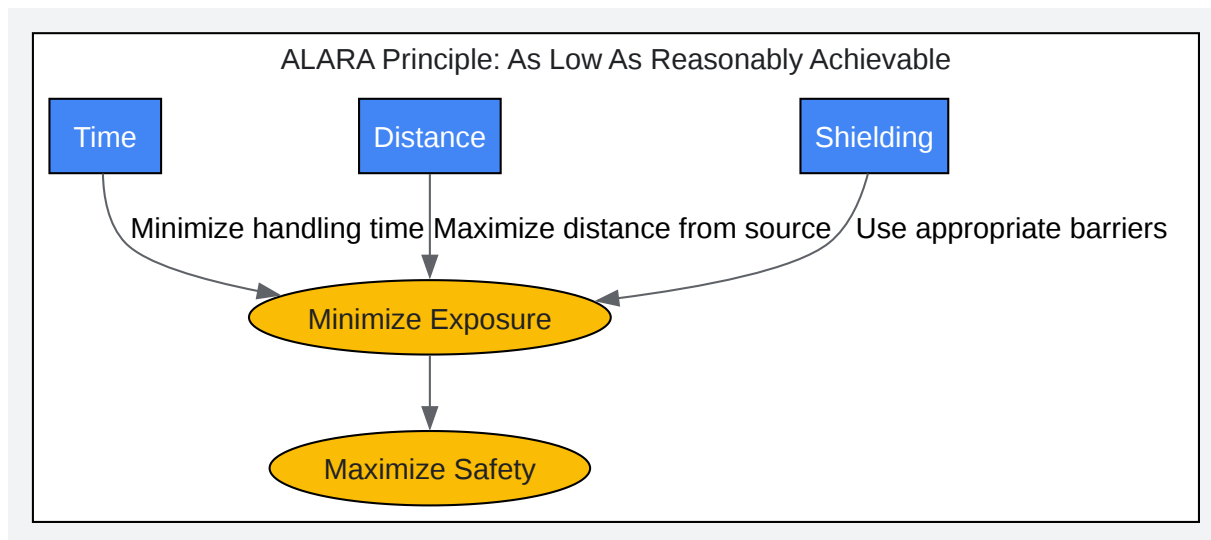 ALARA Principle: As Low As Reasonably Achievable
Time
Distance
Shielding
Minimize handling time
Maximize distance from source
Use appropriate barriers
Minimize Exposure
Maximize Safety